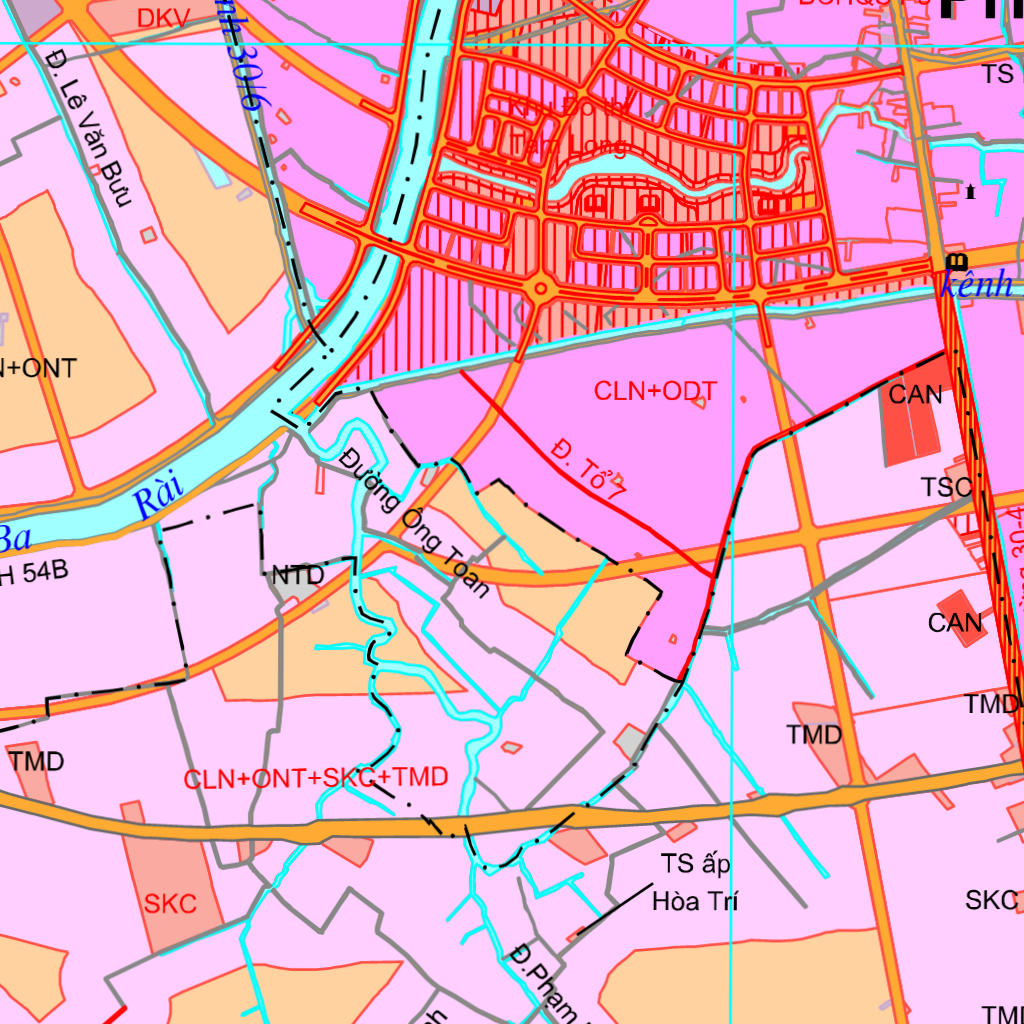 DKV
TS
Đ. Lê Văn Bưu
Khu Đô thị
Tam Long
kênh
N+ONT
CLN+ODT
CAN
Đ. Tổ 7
Đường Ông Toan
TSC
Rài
Ba
H 54B
NTD
CAN
TMD
TMD
TMD
CLN+ONT+SKC+TMD
TS ấp
Hòa Trí
SKC
SKC
Đ.Phạm